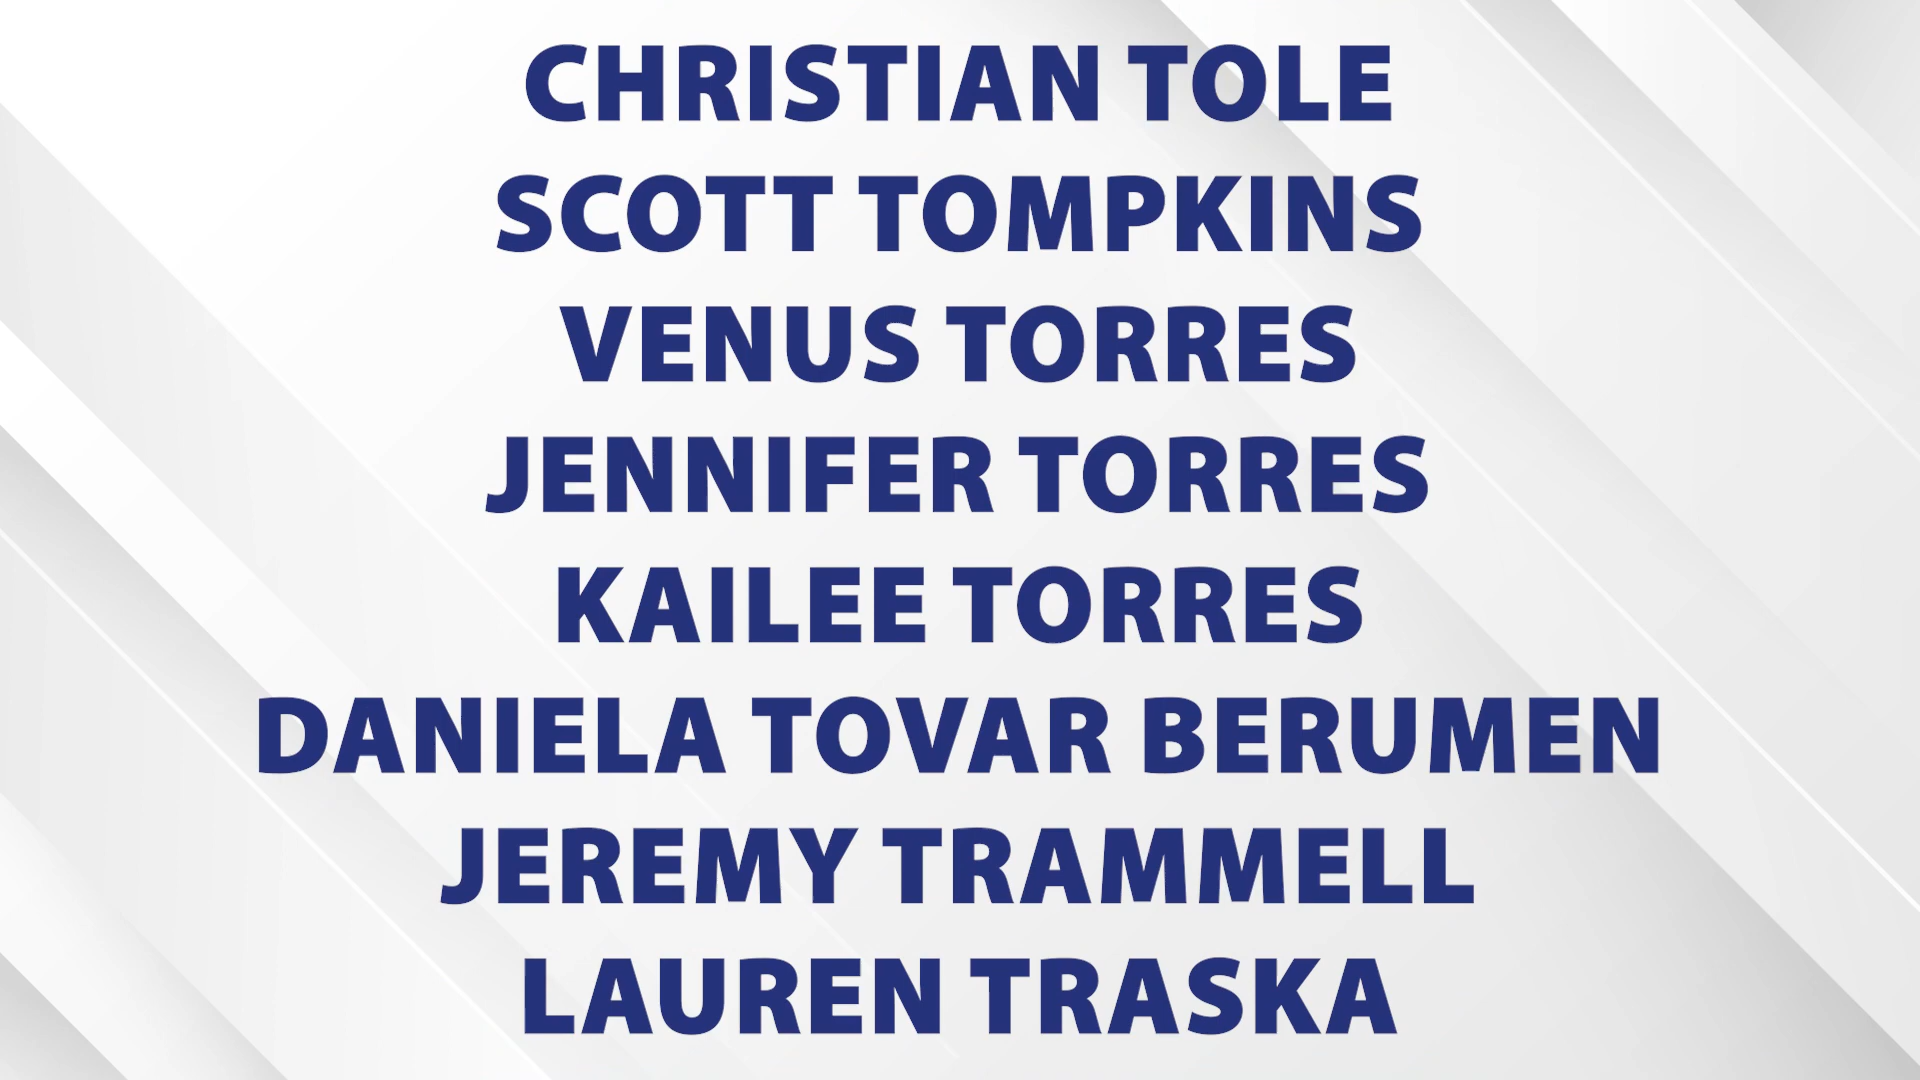 CHRISTIAN TOLE
SCOTT TOMPKINS
VENUS TORRES
JENNIFER TORRES
KAILEE TORRES
DANIELA TOVAR BERUMEN
JEREMY TRAMMELL
LAUREN TRASKA